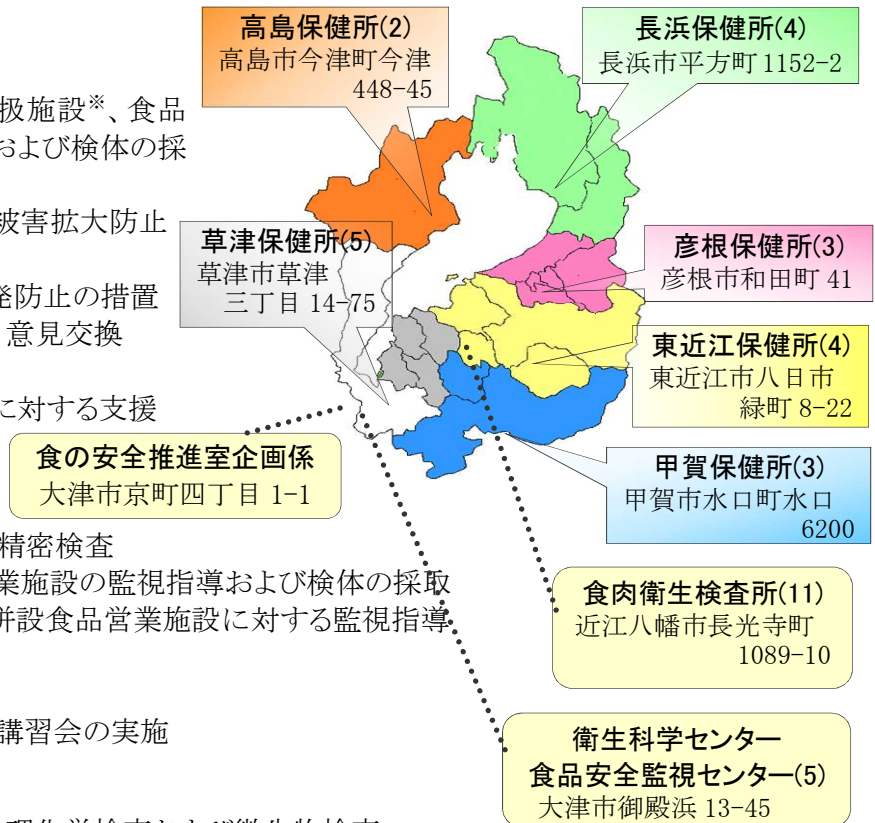 高島保健所(2)
高島市今津町今津
448-45
長浜保健所(4)
長浜市平方町 1152-2
扱施設※、食品
および検体の採
被害拡大防止
発防止の措置
意見交換
に対する支援
草津保健所(5)
草津市草津
三丁目 14-75
彦根保健所(3)
彦根市和田町 41
東近江保健所(4)
東近江市八日市
緑町 8-22
甲賀保健所(3)
甲賀市水口町水口
6200
食の安全推進室企画係
大津市京町四丁目 1-1
精密検査
業施設の監視指導および検体の採取
併設食品営業施設に対する監視指導
講習会の実施
食肉衛生検査所(11)
近江八幡市長光寺町
1089-10
衛生科学センター
食品安全監視センター(5)
大津市御殿浜 13-45